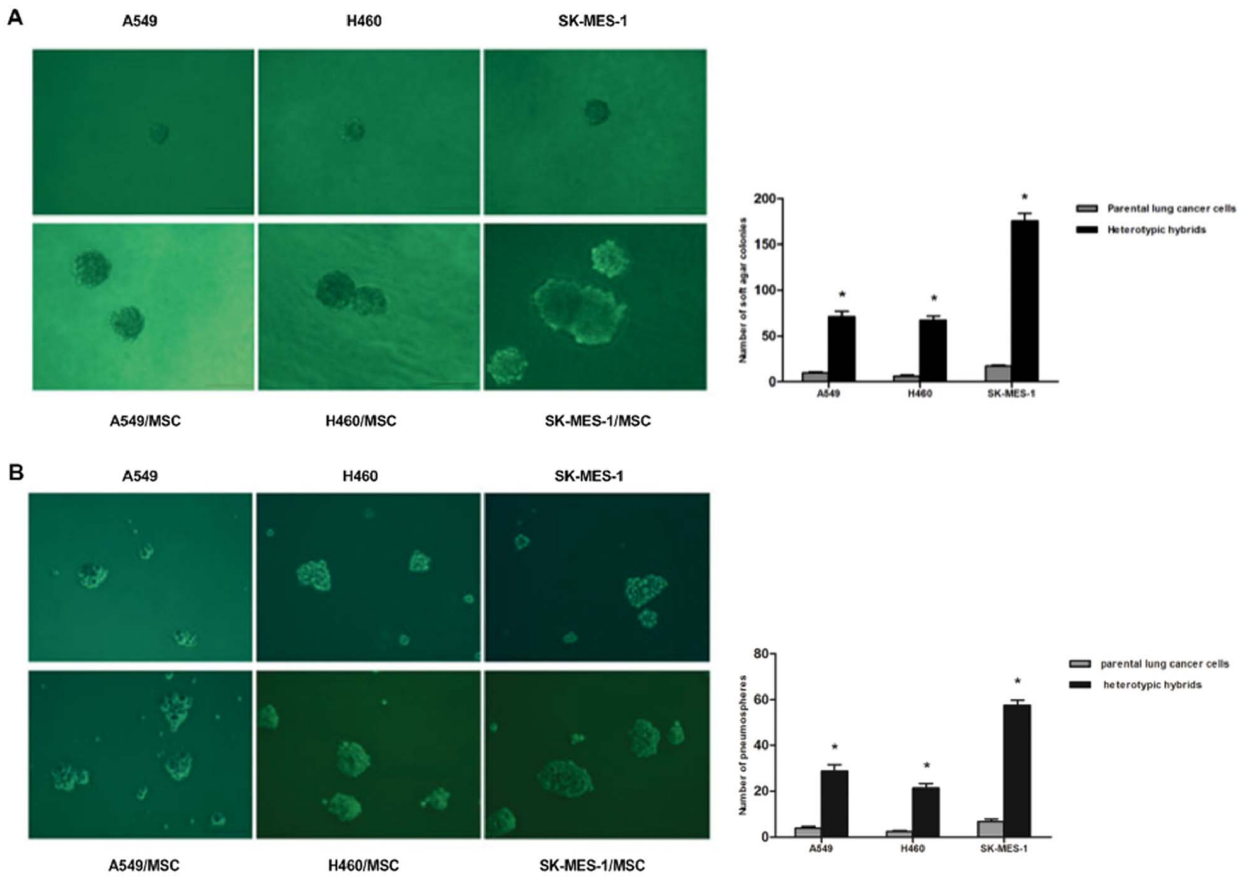 A
A549 H460 SK-MES-1
A549/MSC H460/MSC SK-MES-1/MSC
Number of soft agar colonies
200
150
100
50
0
* * *
A549 H460 SK-MES-1
Parental lung cancer cells
Heterotypic hybrids
B
A549 H460 SK-MES-1
A549/MSC H460/MSC SK-MES-1/MSC
Number of pneumospheres
80
60
40
20
0
* * *
A549 H460 SK-MES-1
parental lung cancer cells
heterotypic hybrids